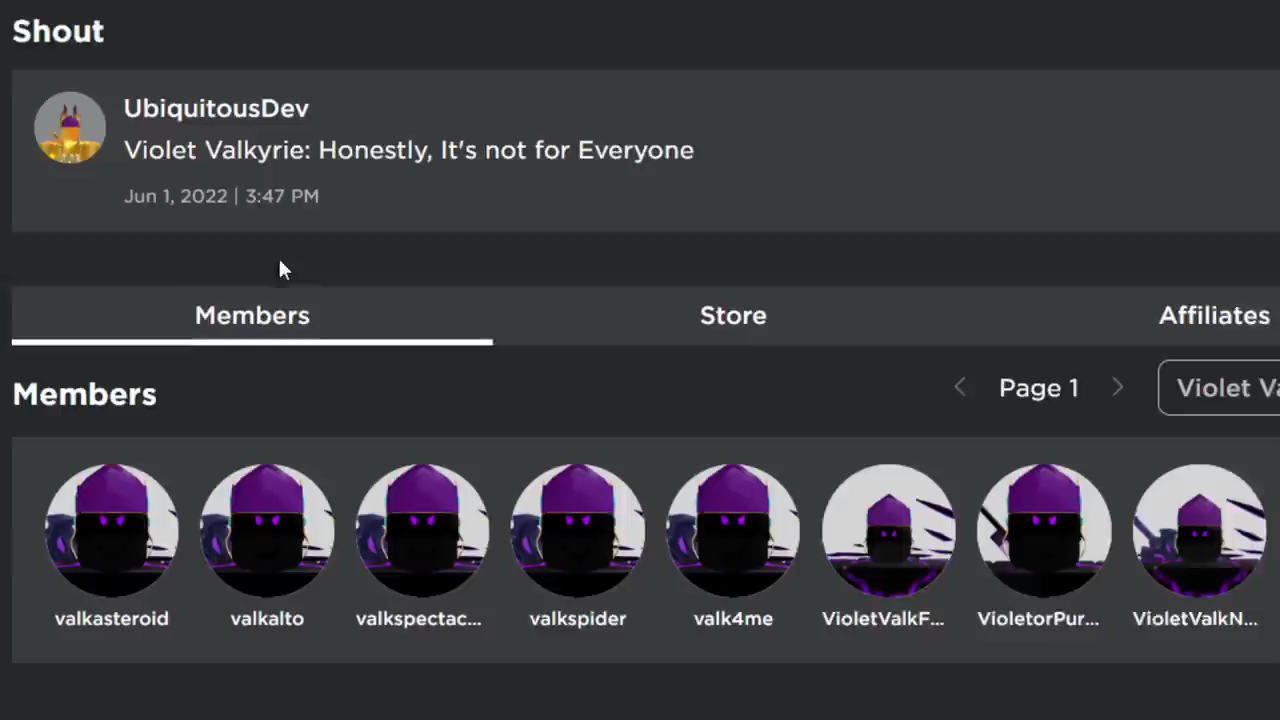 Shout
UbiquitousDev
Violet Valkyrie: Honestly, It's not for Everyone
Jun 1, 2022 | 3:47 PM
Members
Store
Affiliates
Members
Page 1
Violet Va
valkasteroid
valkalto
valkspectac...
valkspider
valk4me
VioletValkF...
VioletorPur...
VioletValkN...